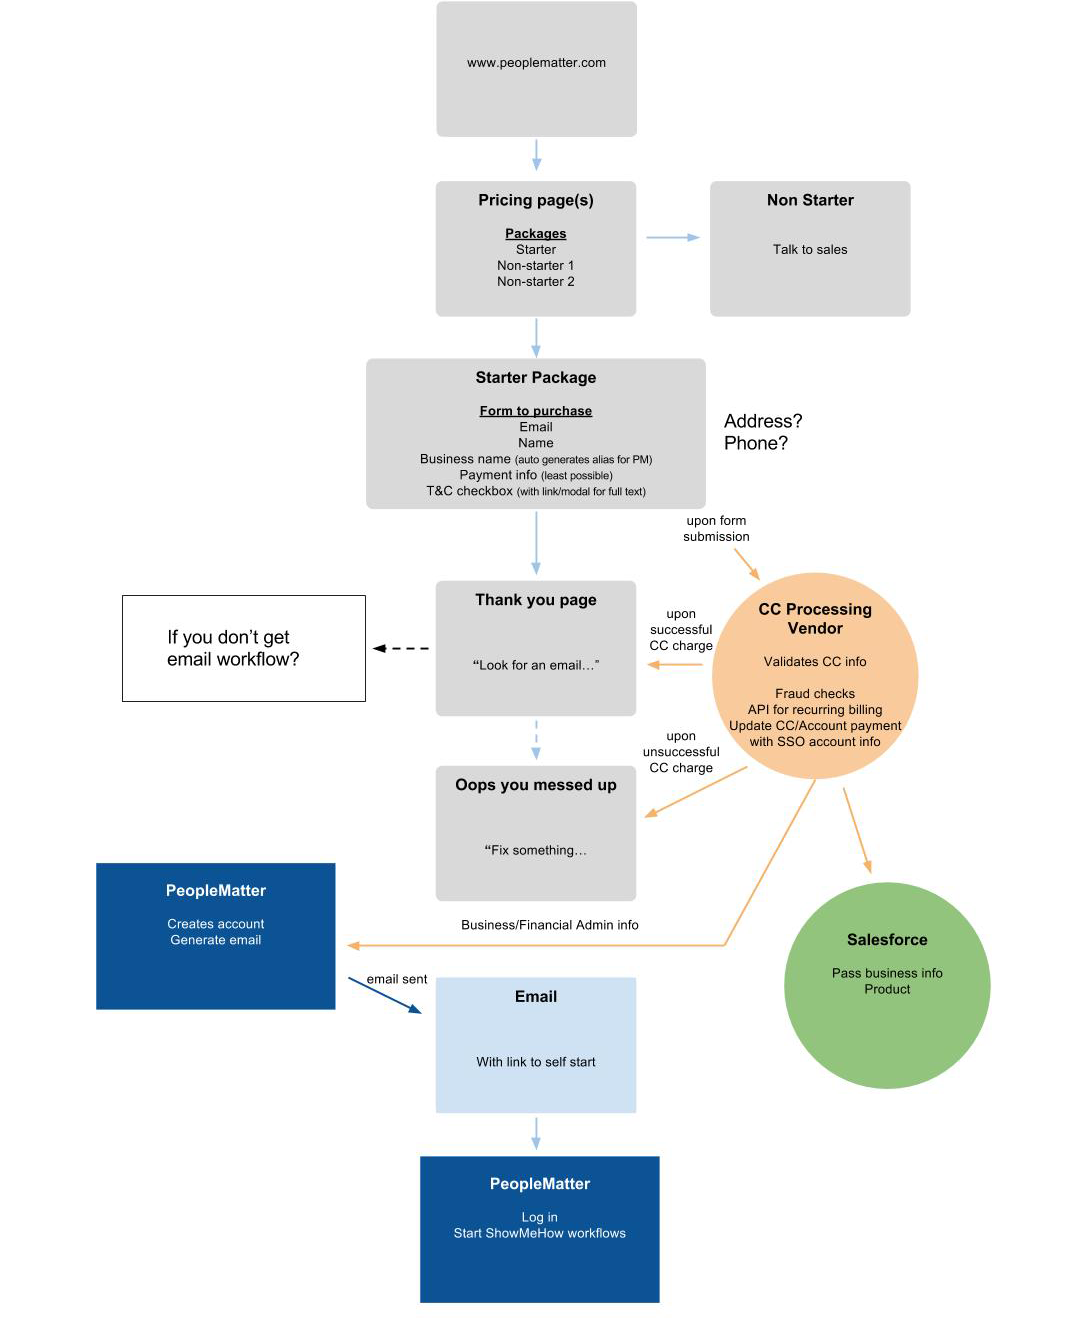 www.peoplematter.com
Pricing page(s)
Packages
Starter
Non-starter 1
Non-starter 2
Non Starter
Talk to sales
Starter Package
Form to purchase
Email
Name
Business name (auto generates alias for PM)
Payment info (least possible)
T&C checkbox (with link/modal for full text)
Address?
Phone?
upon form
submission
Thank you page
“Look for an email…”
If you don’t get
email workflow?
upon
successful
CC charge
CC Processing
Vendor
Validates CC info
Fraud checks
API for recurring billing
Update CC/Account payment
with SSO account info
upon
unsuccessful
CC charge
Oops you messed up
“Fix something…
PeopleMatter
Creates account
Generate email
Business/Financial Admin info
Salesforce
Pass business info
Product
email sent
Email
With link to self start
PeopleMatter
Log in
Start ShowMeHow workflows